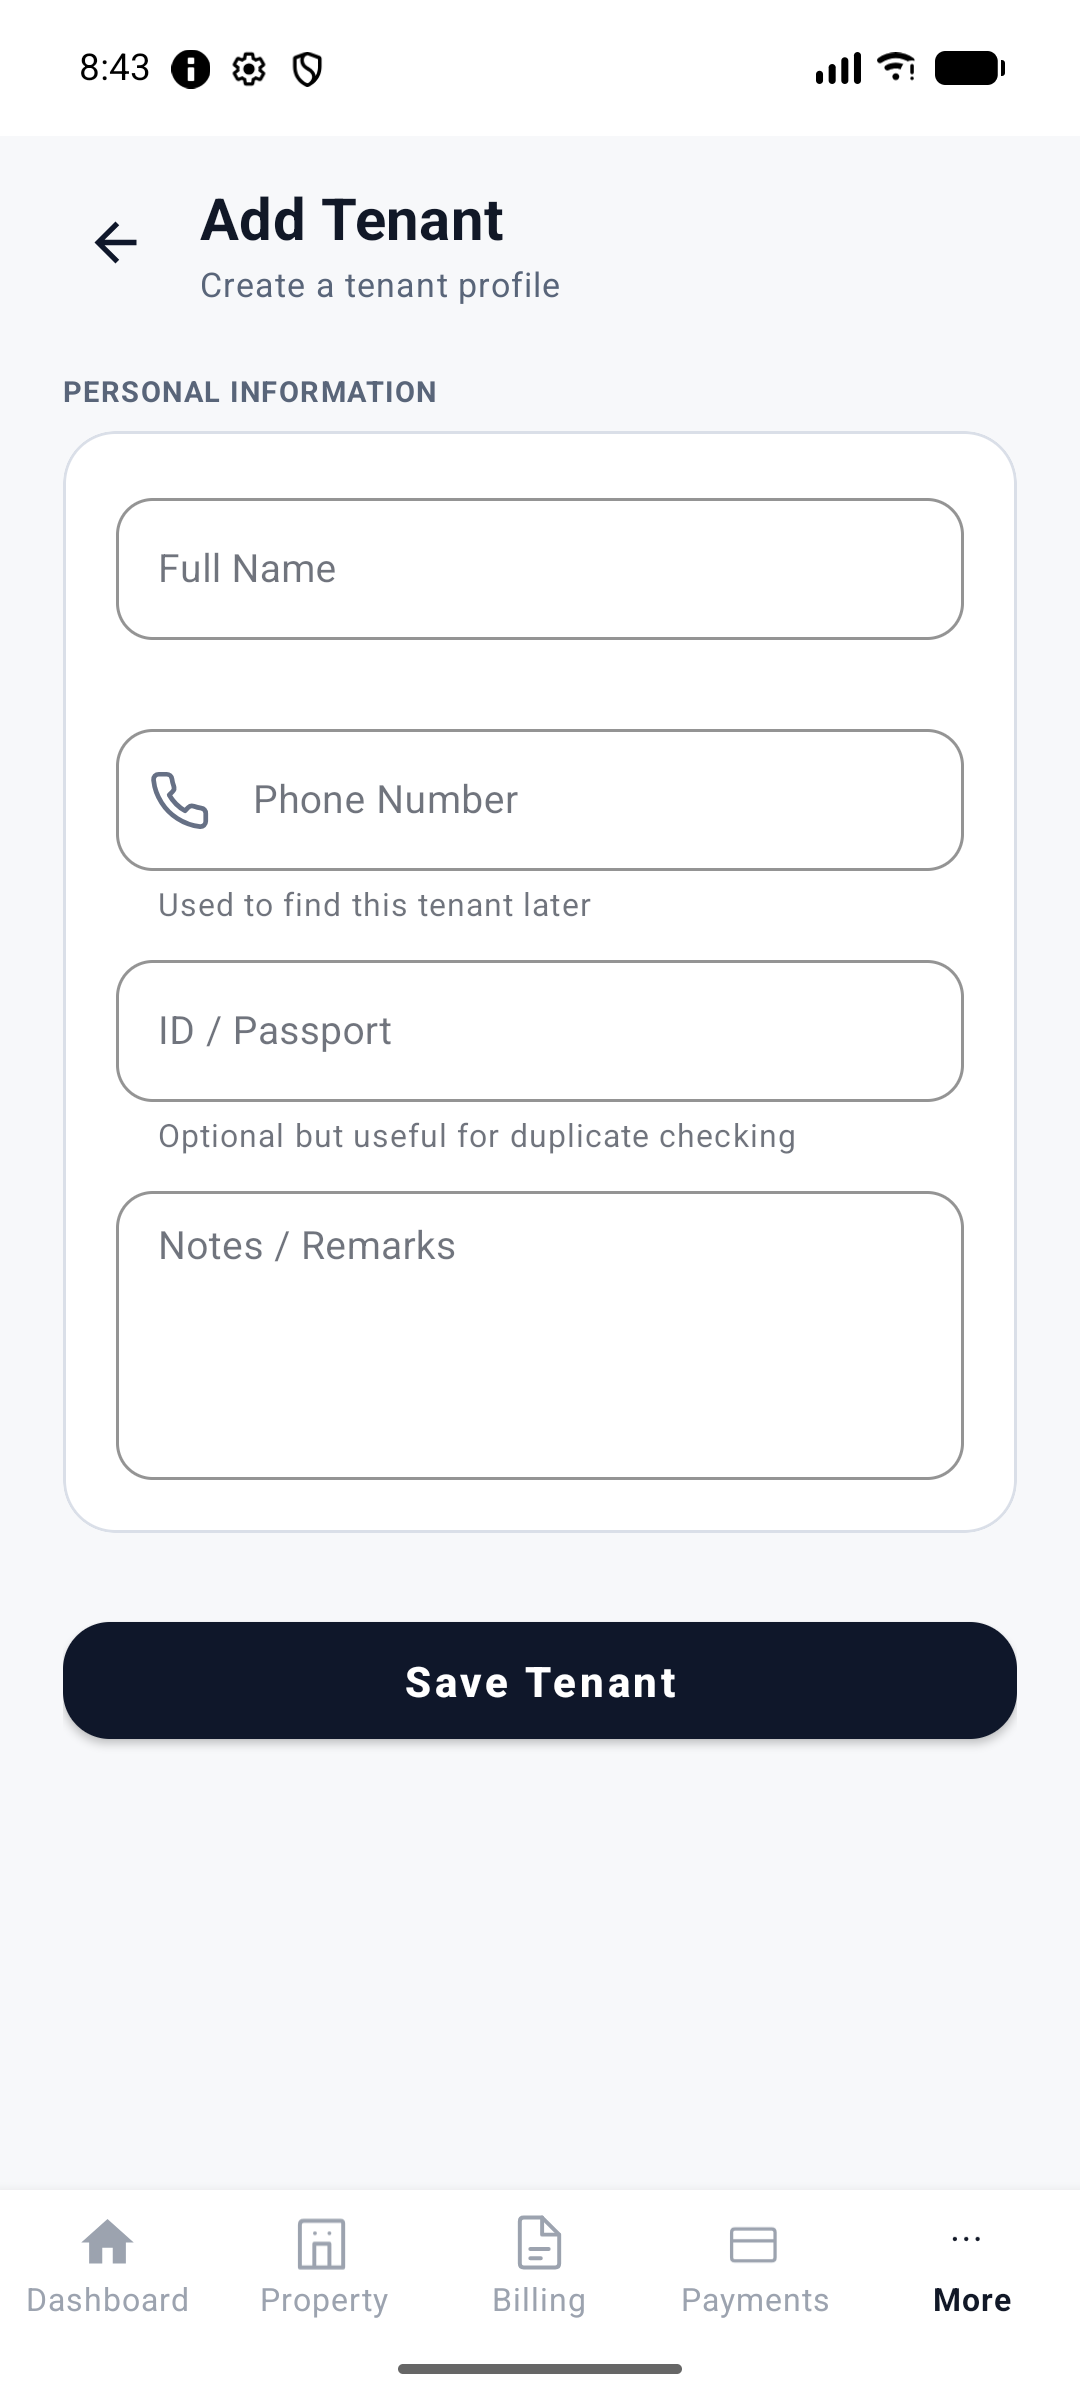 8:43
Add Tenant
Create a tenant profile
PERSONAL INFORMATION
Full Name
Phone Number
Used to find this tenant later
ID / Passport
Optional but useful for duplicate checking
Notes / Remarks
Save Tenant
Dashboard
Property
Billing
Payments
More